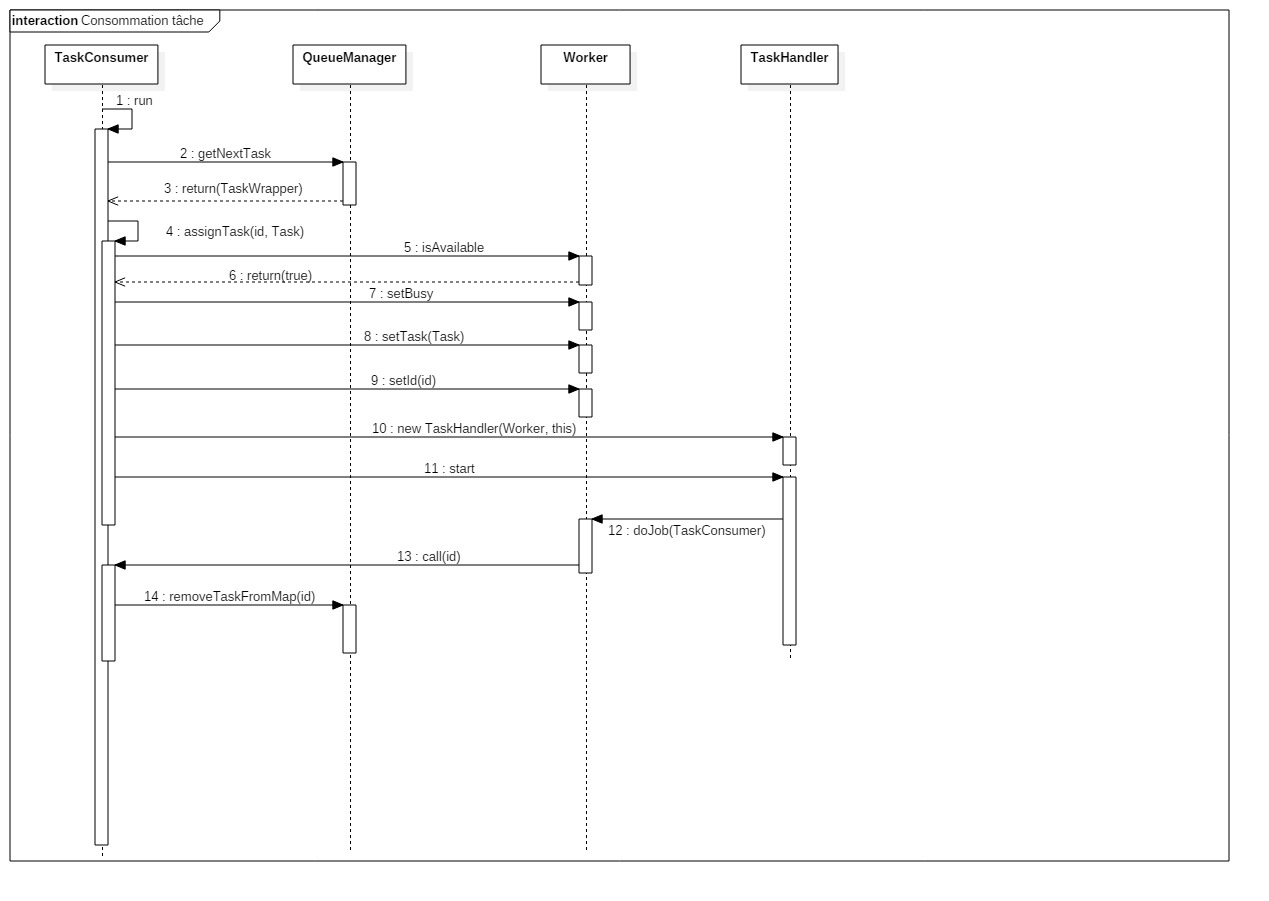 interaction Consommation tâche
TaskConsumer
QueueManager
Worker
TaskHandler
1 : run
2 : getNextTask
3 : return(TaskWrapper)
4 : assignTask(id, Task)
5 : isAvailable
6 : return(true)
7 : setBusy
8 : setTask(Task)
9 : setId(id)
10 : new TaskHandler(Worker, this)
11 : start
12 : doJob(TaskConsumer)
13 : call(id)
14 : removeTaskFromMap(id)